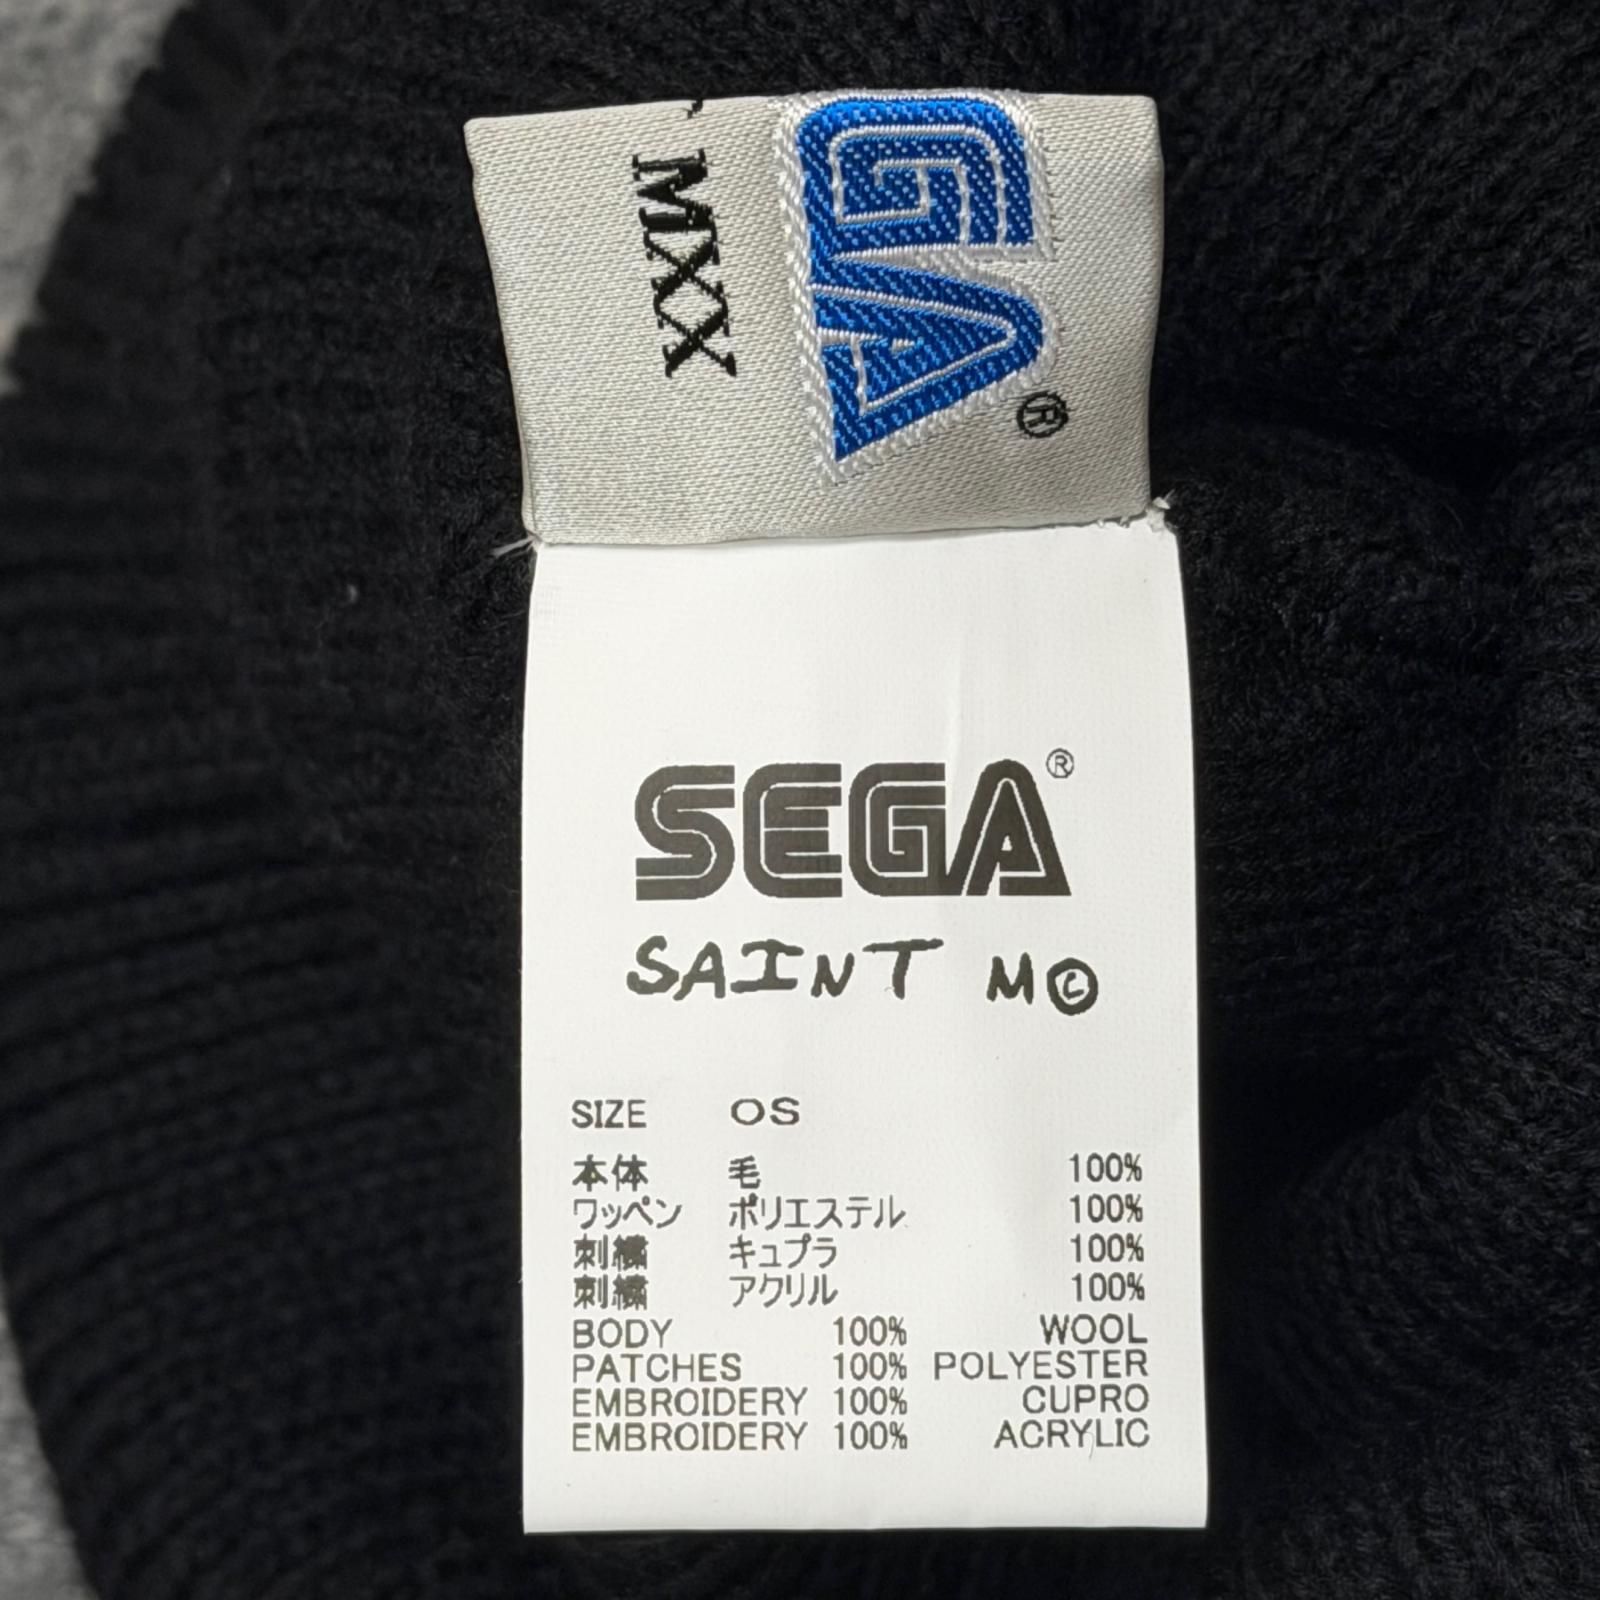 MXX
GA®
SEGA®
SAINT M©
SIZE OS
本体 毛 100%
ワッペン ポリエステル 100%
刺繍 キュプラ 100%
刺繍 アクリル 100%
BODY 100% WOOL
PATCHES 100% POLYESTER
EMBROIDERY 100% CUPRO
EMBROIDERY 100% ACRYLIC